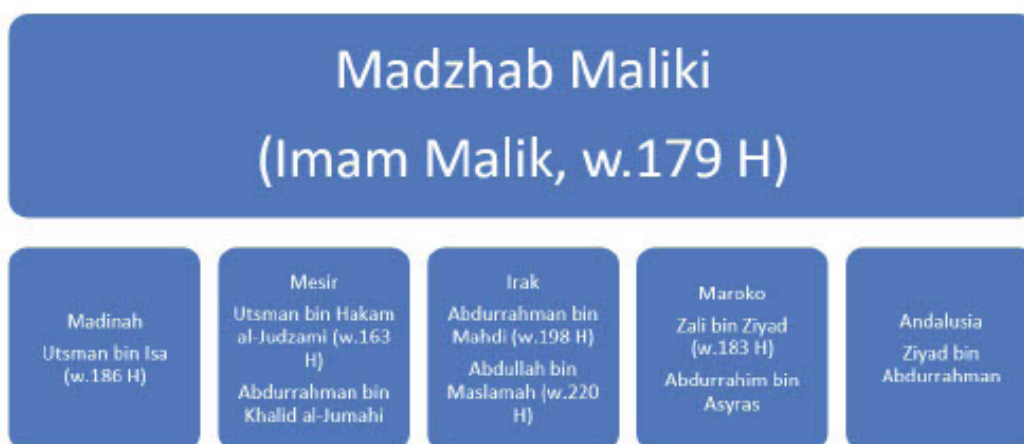 Madzhab Maliki
(Imam Malik, w.179 H)
Madinah
Utsman bin Isa
(w.186 H)
Mesir
Utsman bin Hakam
al-Judzami (w.163
H)
Abdurrahman bin
Khalid al-Jumahi
Irak
Abdurrahman bin
Mahdi (w.198 H)
Abdullah bin
Maslamah (w.220
H)
Maroko
Zali bin Ziyad
(w.183 H)
Abdurrahim bin
Asyras
Andalusia
Ziyad bin
Abdurrahman